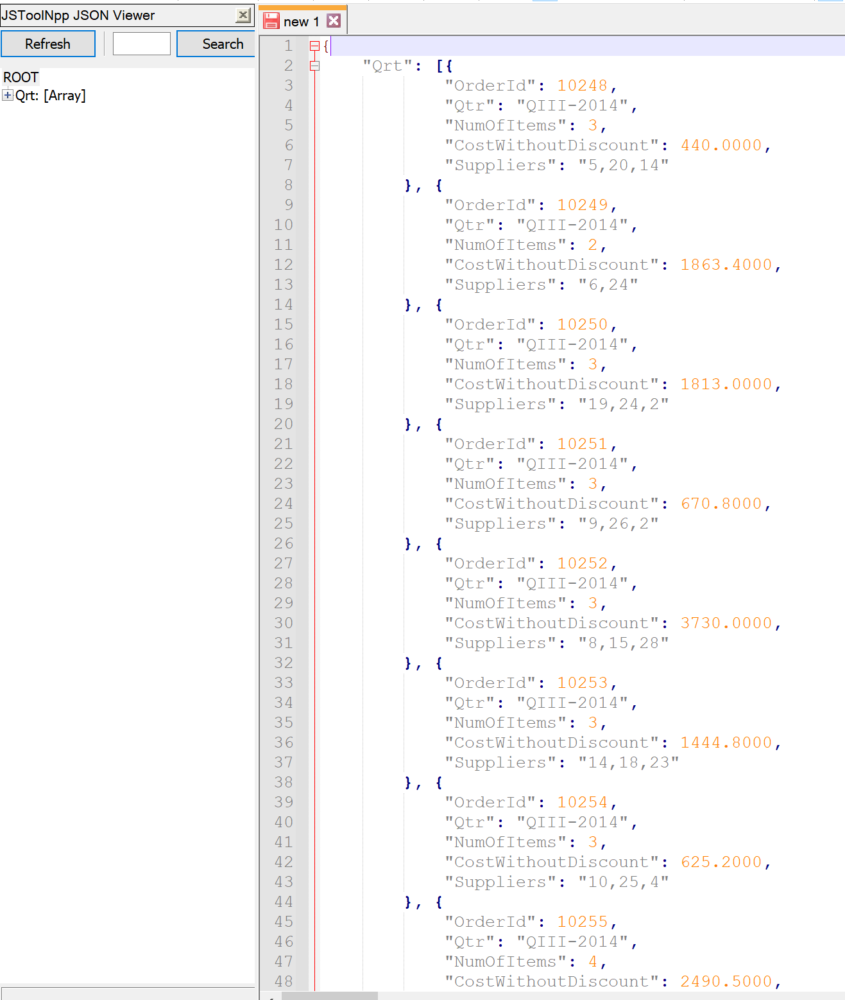 JSToolNpp JSON Viewer
Refresh
Search
ROOT
Qrt: [Array]
new 1
1 {
2 "Qrt": [{
3 "OrderId": 10248,
4 "Qtr": "QIII-2014",
5 "NumOfItems": 3,
6 "CostWithoutDiscount": 440.0000,
7 "Suppliers": "5,20,14"
8 }, {
9 "OrderId": 10249,
10 "Qtr": "QIII-2014",
11 "NumOfItems": 2,
12 "CostWithoutDiscount": 1863.4000,
13 "Suppliers": "6,24"
14 }, {
15 "OrderId": 10250,
16 "Qtr": "QIII-2014",
17 "NumOfItems": 3,
18 "CostWithoutDiscount": 1813.0000,
19 "Suppliers": "19,24,2"
20 }, {
21 "OrderId": 10251,
22 "Qtr": "QIII-2014",
23 "NumOfItems": 3,
24 "CostWithoutDiscount": 670.8000,
25 "Suppliers": "9,26,2"
26 }, {
27 "OrderId": 10252,
28 "Qtr": "QIII-2014",
29 "NumOfItems": 3,
30 "CostWithoutDiscount": 3730.0000,
31 "Suppliers": "8,15,28"
32 }, {
33 "OrderId": 10253,
34 "Qtr": "QIII-2014",
35 "NumOfItems": 3,
36 "CostWithoutDiscount": 1444.8000,
37 "Suppliers": "14,18,23"
38 }, {
39 "OrderId": 10254,
40 "Qtr": "QIII-2014",
41 "NumOfItems": 3,
42 "CostWithoutDiscount": 625.2000,
43 "Suppliers": "10,25,4"
44 }, {
45 "OrderId": 10255,
46 "Qtr": "QIII-2014",
47 "NumOfItems": 4,
48 "CostWithoutDiscount": 2490.5000,